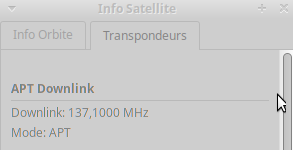 Info Satellite
Info Orbite
Transpondeurs
APT Downlink
Downlink: 137,1000 MHz
Mode: APT